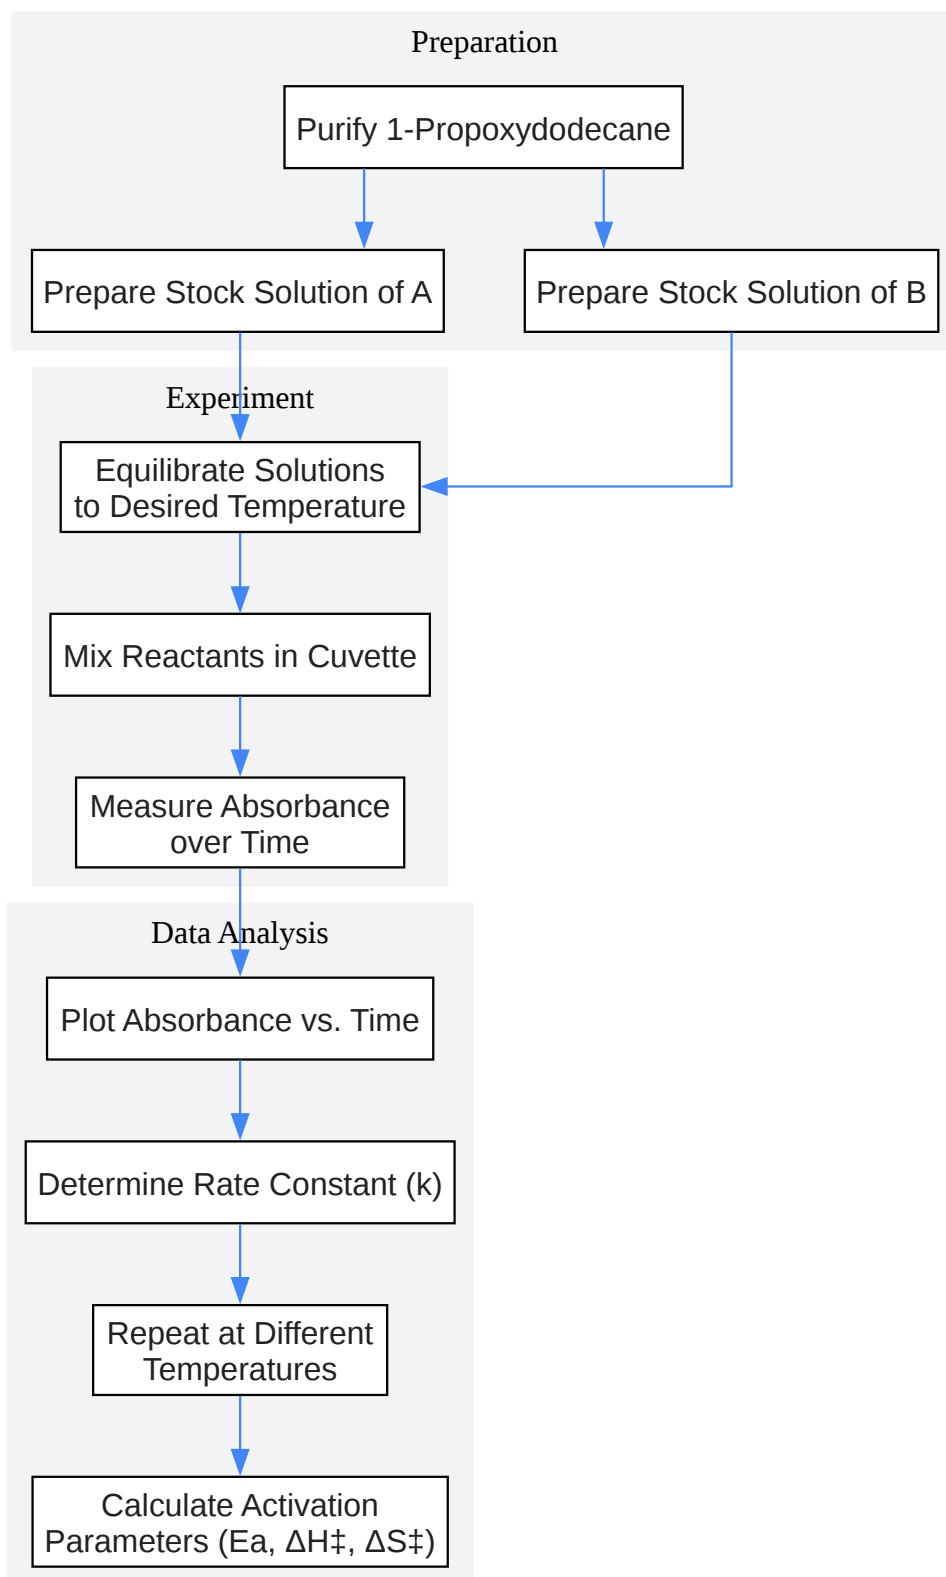 Preparation
Purify 1-Propoxydodecane
Prepare Stock Solution of A
Prepare Stock Solution of B
Experiment
Equilibrate Solutions
to Desired Temperature
Mix Reactants in Cuvette
Measure Absorbance
over Time
Data Analysis
Plot Absorbance vs. Time
Determine Rate Constant (k)
Repeat at Different
Temperatures
Calculate Activation
Parameters (Ea, ΔH‡, ΔS‡)